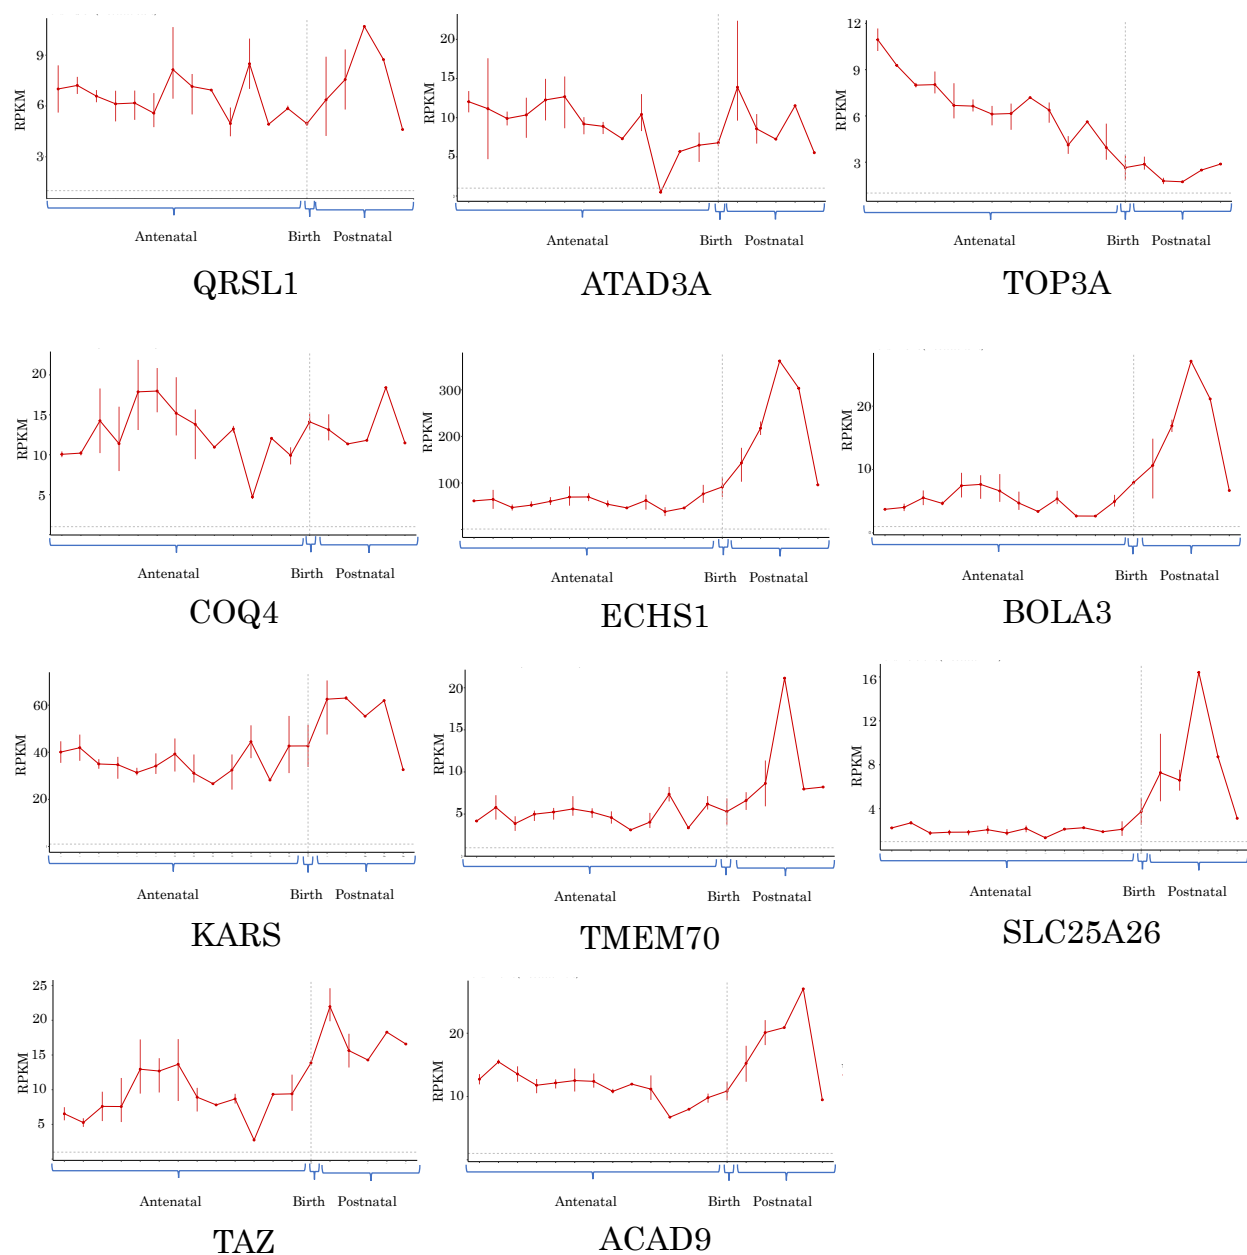 RPKM
9
6
3
Antenatal
Birth
Postnatal
QRSL1
RPKM
20
15
10
5
Antenatal
Birth
Postnatal
ATAD3A
RPKM
12
9
6
3
Antenatal
Birth
Postnatal
TOP3A
RPKM
20
15
10
5
Antenatal
Birth
Postnatal
COQ4
RPKM
300
200
100
Antenatal
Birth
Postnatal
ECHS1
RPKM
20
10
Antenatal
Birth
Postnatal
BOLA3
RPKM
60
40
20
Antenatal
Birth
Postnatal
KARS
RPKM
20
15
10
5
Antenatal
Birth
Postnatal
TMEM70
RPKM
16
12
8
4
Antenatal
Birth
Postnatal
SLC25A26
RPKM
25
20
15
10
5
Antenatal
Birth
Postnatal
TAZ
RPKM
20
10
Antenatal
Birth
Postnatal
ACAD9